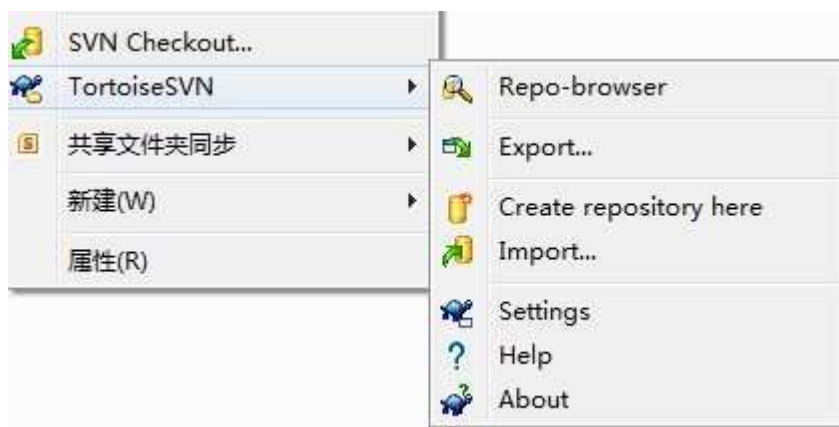 SVN Checkout...
TortoiseSVN
共享文件夹同步
新建(W)
属性(R)
Repo-browser
Export...
Create repository here
Import...
Settings
Help
About